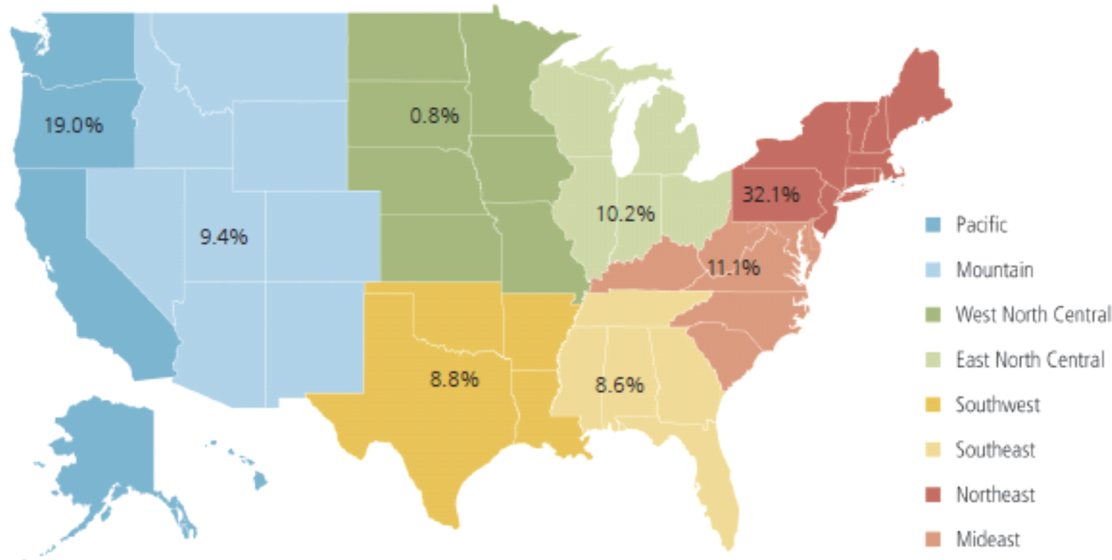 19.0%
0.8%
9.4%
10.2%
32.1%
11.1%
8.8%
8.6%
Pacific
Mountain
West North Central
East North Central
Southwest
Southeast
Northeast
Mideast